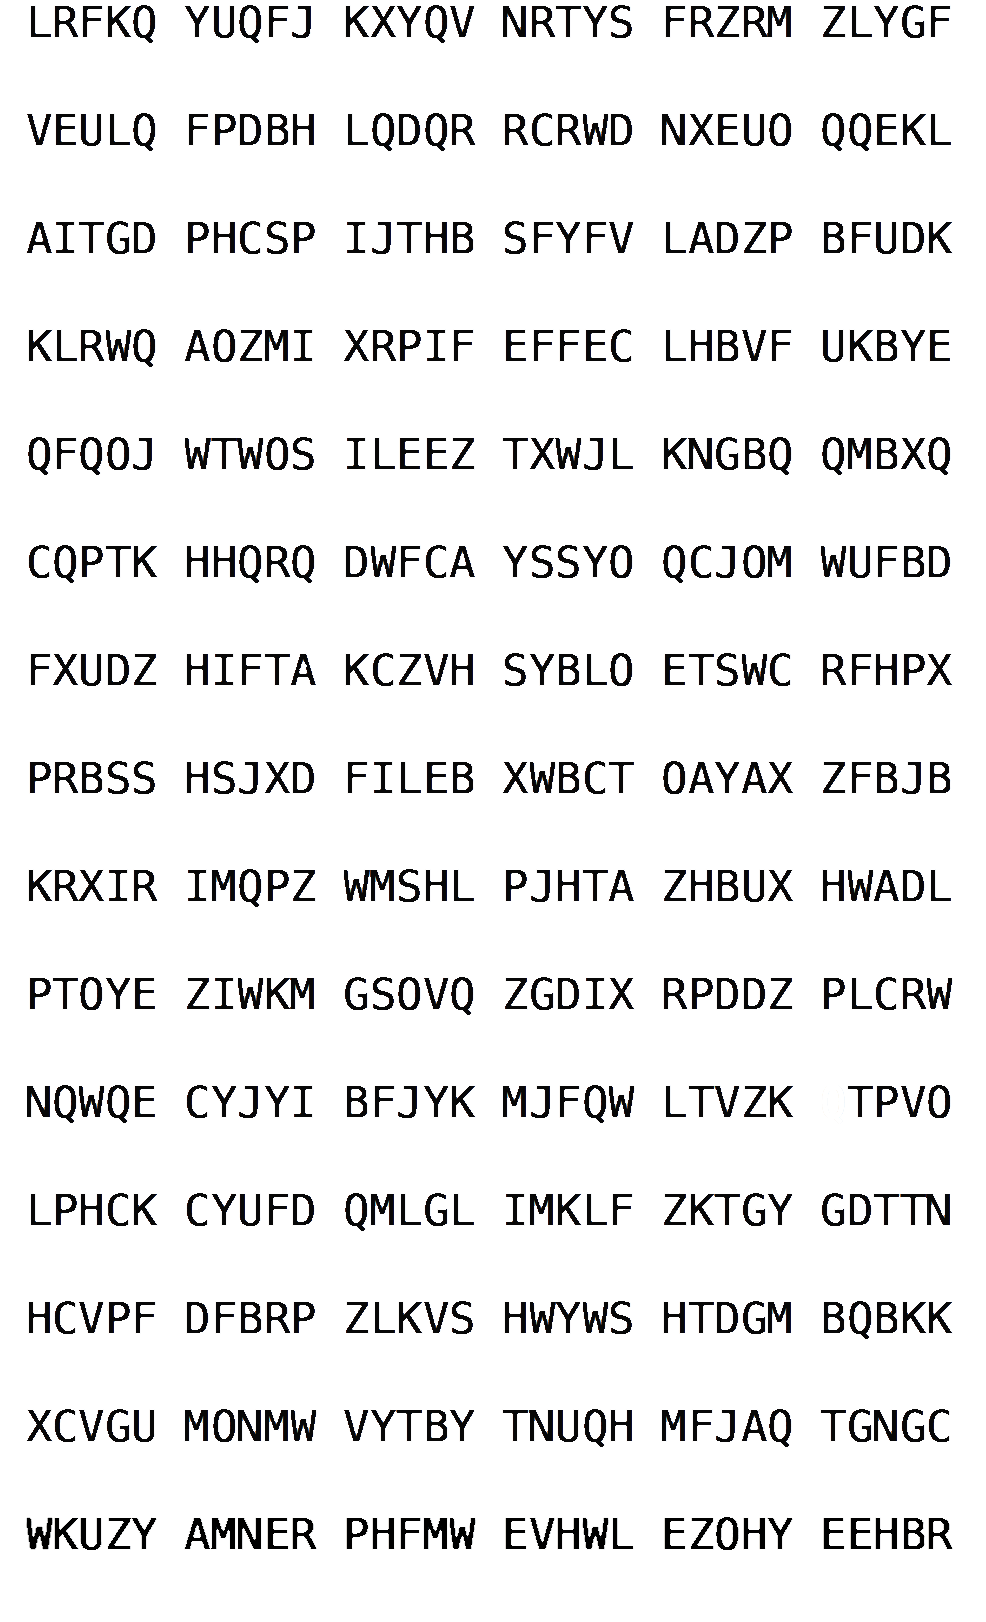 LRFKQ YUQFJ KXYQV NRTYS FRZRM ZLYGF
VEULQ FPDBH LQDQR RCRWD NXEUO QQEKL
AITGD PHCSP IJTHB SFYFV LADZP BFUDK
KLRWQ AOZMI XRPIF EFFEC LHBVF UKBYE
QFQOJ WTWOS ILEEZ TXWJL KNGBQ QMBXQ
CQPTK HHQRQ DWFCA YSSYO QCJOM WUFBD
FXUDZ HIFTA KCZVH SYBLO ETSWC RFHPX
PRBSS HSJXD FILEB XWBCT OAYAX ZFBJB
KRXIR IMQPZ WMSHL PJHTA ZHBUX HWADL
PTOYE ZIWKM GSOVQ ZGDIX RPDDZ PLCRW
NQWQE CYJYI BFJYK MJFQW LTVZK TPVO
LPHCK CYUFD QMLGL IMKLF ZKTGY GDTTN
HCVPF DFBRP ZLKVS HWYWS HTDGM BQBKK
XCVGU MONMW VYTBY TNUQH MFJAQ TGNGC
WKUZY AMNER PHFMW EVHWL EZOHY EEHBR